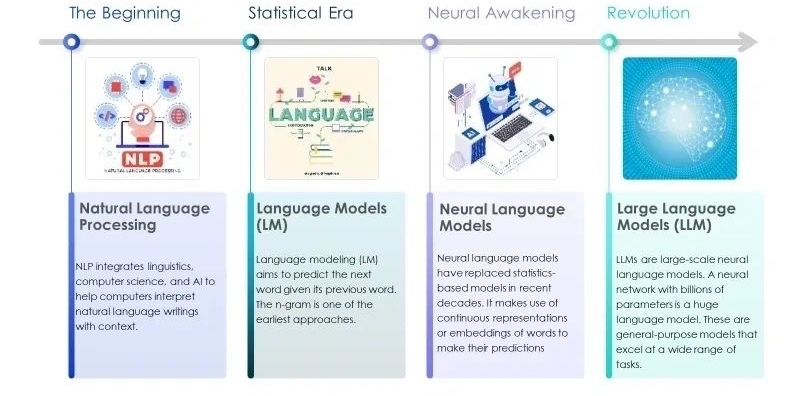 The Beginning
Statistical Era
Neural Awakening
Revolution
NLP
NATURAL LANGUAGE PROCESSING
TALK
LANGUAGE
Natural Language
Processing
NLP integrates linguistics,
computer science, and AI to
help computers interpret
natural language writings
with context.
Language Models
(LM)
Language modeling (LM)
aims to predict the next
word given its previous word.
The n-gram is one of the
earliest approaches.
Neural Language
Models
Neural language models
have replaced statistics-
based models in recent
decades. It makes use of
continuous representations
or embeddings of words to
make their predictions
Large Language
Models (LLM)
LLMs are large-scale neural
language models. A neural
network with billions of
parameters is a huge
language model. These are
general-purpose models that
excel at a wide range of
tasks.